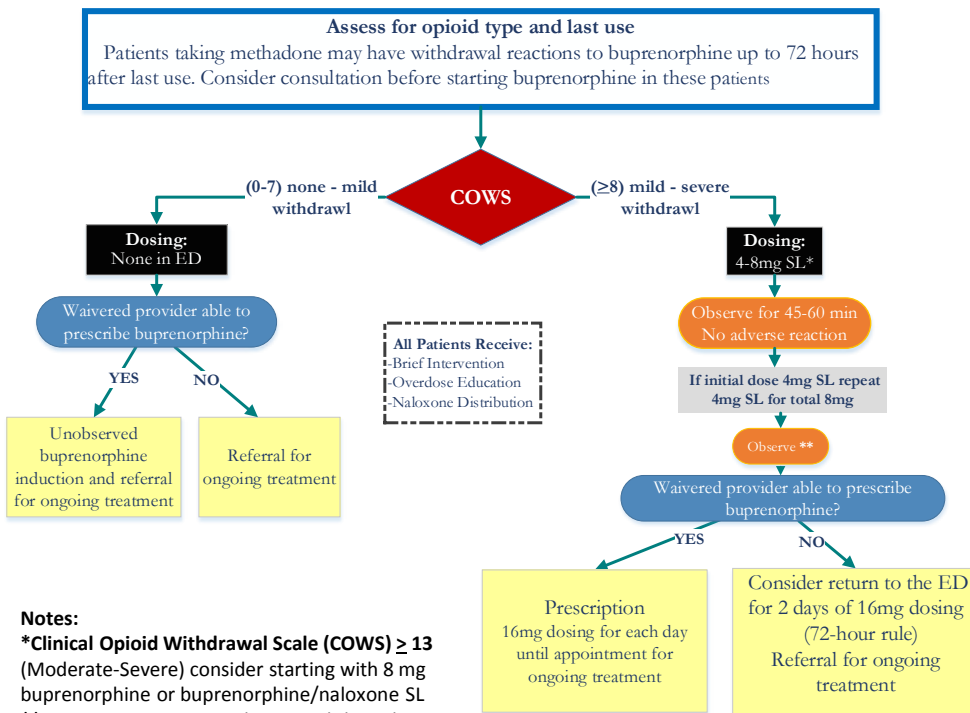 Assess for opioid type and last use
Patients taking methadone may have withdrawal reactions to buprenorphine up to 72 hours
after last use. Consider consultation before starting buprenorphine in these patients
(0-7) none - mild
withdrawl
COWS
(≥8) mild - severe
withdrawl
Dosing:
None in ED
Dosing:
4-8mg SL*
Waivered provider able to
prescribe buprenorphine?
Observe for 45-60 min
No adverse reaction
All Patients Receive:
-Brief Intervention
-Overdose Education
-Naloxone Distribution
YES
NO
If initial dose 4mg SL repeat
4mg SL for total 8mg
Unobserved
buprenorphine
induction and referral
for ongoing treatment
Referral for
ongoing treatment
Observe **
Waivered provider able to prescribe
buprenorphine?
YES
NO
Prescription
16mg dosing for each day
until appointment for
ongoing treatment
Consider return to the ED
for 2 days of 16mg dosing
(72-hour rule)
Referral for ongoing
treatment
Notes:
*Clinical Opioid Withdrawal Scale (COWS) ≥ 13
(Moderate-Severe) consider starting with 8 mg
buprenorphine or buprenorphine/naloxone SL